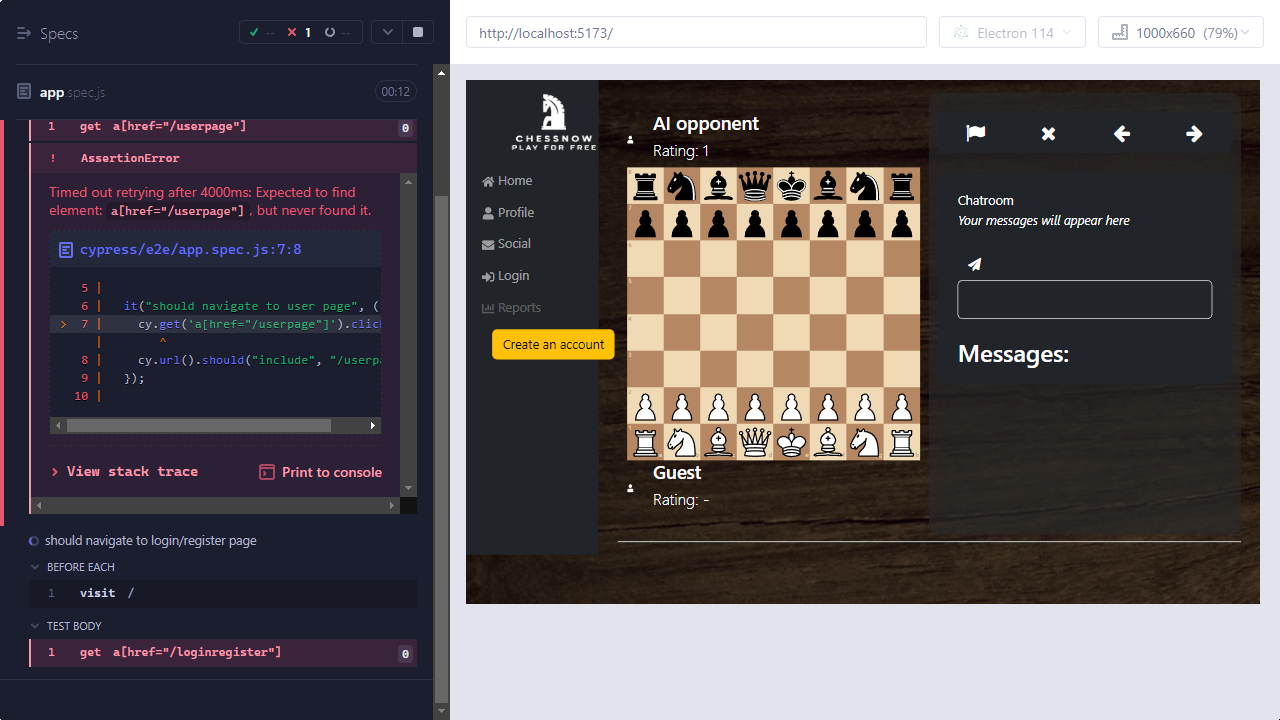 Specs
--
1
--
app spec.js
00:12
1 get a[href="/userpage"] 0
! AssertionError
Timed out retrying after 4000ms: Expected to find
element: a[href="/userpage"] , but never found it.
cypress/e2e/app.spec.js:7:8
5 |
6 | it("should navigate to user page", (
> 7 | cy.get('a[href="/userpage"]').click
| ^
8 | cy.url().should("include", "/userpa
9 | });
10 |
> View stack trace
Print to console
should navigate to login/register page
BEFORE EACH
1 visit /
TEST BODY
1 get a[href="/loginregister"] 0
http://localhost:5173/
Electron 114
1000x660 (79%)
CHESSNOW
PLAY FOR FREE
Home
Profile
Social
Login
Reports
Create an account
AI opponent
Rating: 1
Guest
Rating: -
Chatroom
Your messages will appear here
Messages: